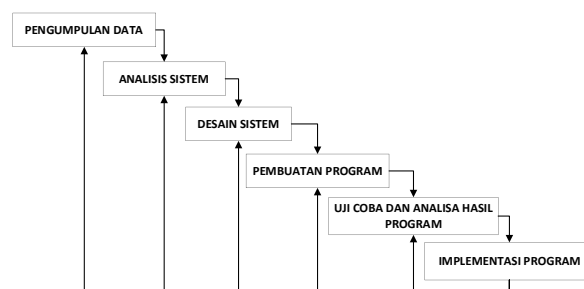 PENGUMPULAN DATA
ANALISIS SISTEM
DESAIN SISTEM
PEMBUATAN PROGRAM
UJI COBA DAN ANALISA HASIL
PROGRAM
IMPLEMENTASI PROGRAM